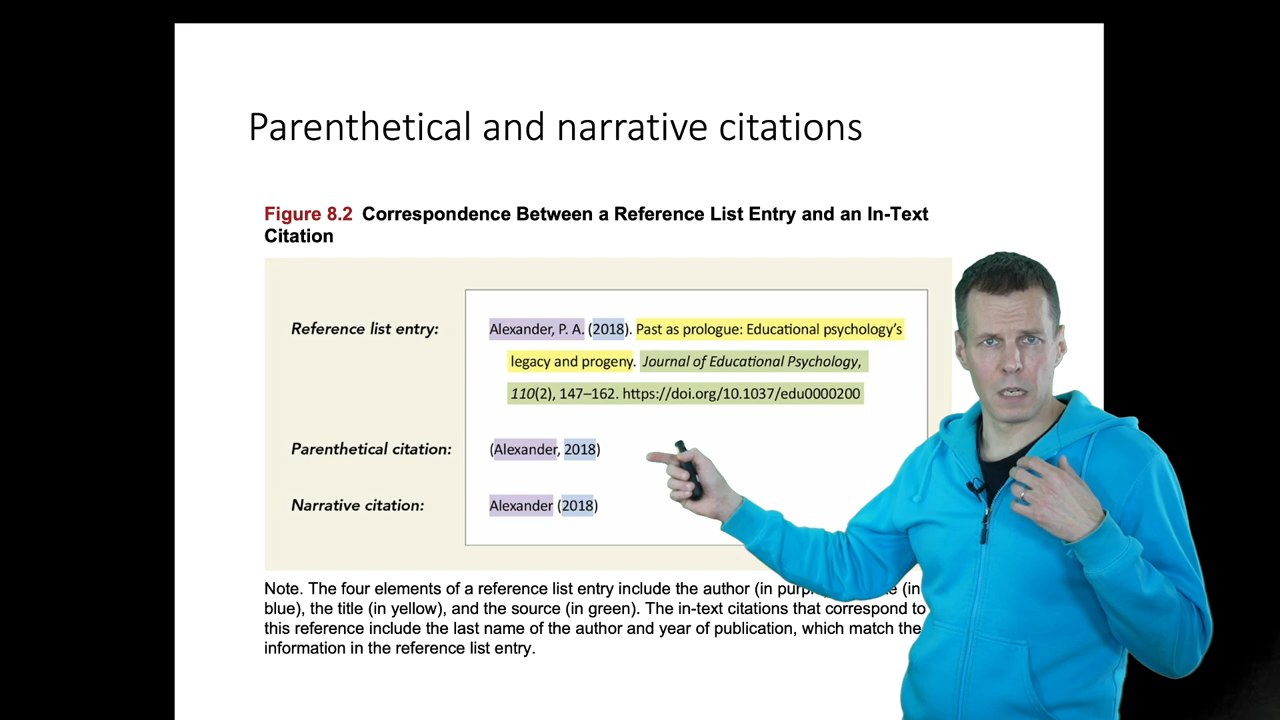 Parenthetical and narrative citations
Figure 8.2 Correspondence Between a Reference List Entry and an In-Text
Citation
Reference list entry: Alexander, P. A. (2018). Past as prologue: Educational psychology's
legacy and progeny. Journal of Educational Psychology,
110(2), 147–162. https://doi.org/10.1037/edu0000200
Parenthetical citation: (Alexander, 2018)
Narrative citation: Alexander (2018)
Note. The four elements of a reference list entry include the author (in (in
blue), the title (in yellow), and the source (in green). The in-text citations that correspond to
this reference include the last name of the author and year of publication, which match the
information in the reference list entry.